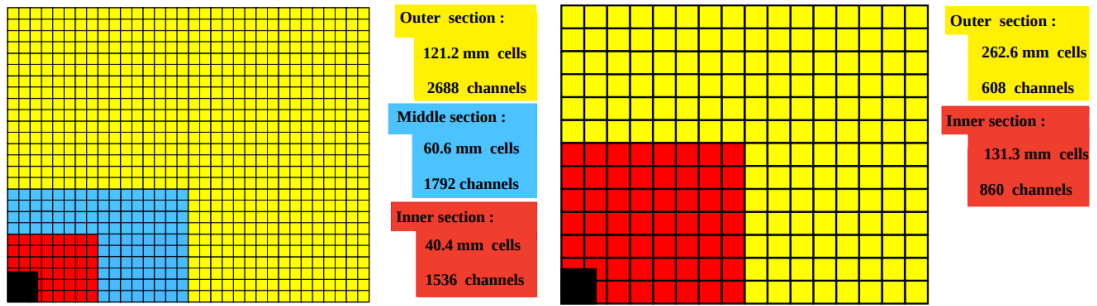 Outer section :
121.2 mm cells
2688 channels
Middle section :
60.6 mm cells
1792 channels
Inner section :
40.4 mm cells
1536 channels
Outer section :
262.6 mm cells
608 channels
Inner section :
131.3 mm cells
860 channels